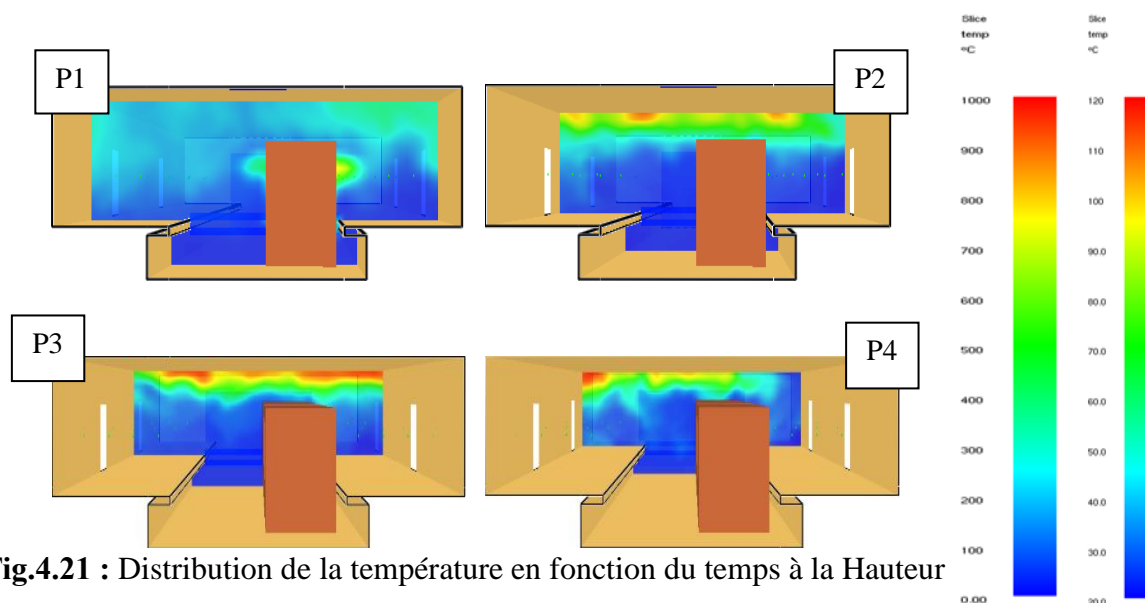 P1
P2
P3
P4
Slice
temp
°C
1000
900
800
700
600
500
400
300
200
100
0.00
Slice
temp
°C
120
110
100
90.0
80.0
70.0
60.0
50.0
40.0
30.0
20.0
ig.4.21 : Distribution de la température en fonction du temps à la Hauteur